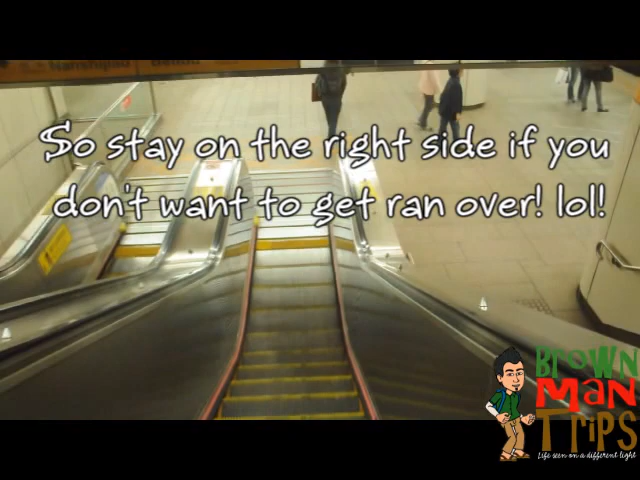 Nanshijiao
So stay on the right side if you
don't want to get ran over! lol!
Brown
Man
Trips
Life seen on a different light